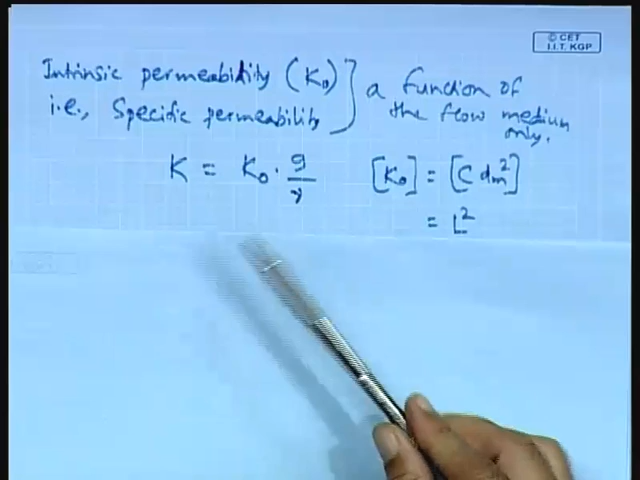 © CET
I.I.T. KGP
Intrinsic permeability (K₀) ] a function of
i.e., Specific permeability ] the flow medium only.
K = K₀ · g/ν [K₀] = [C dm²]
= L²